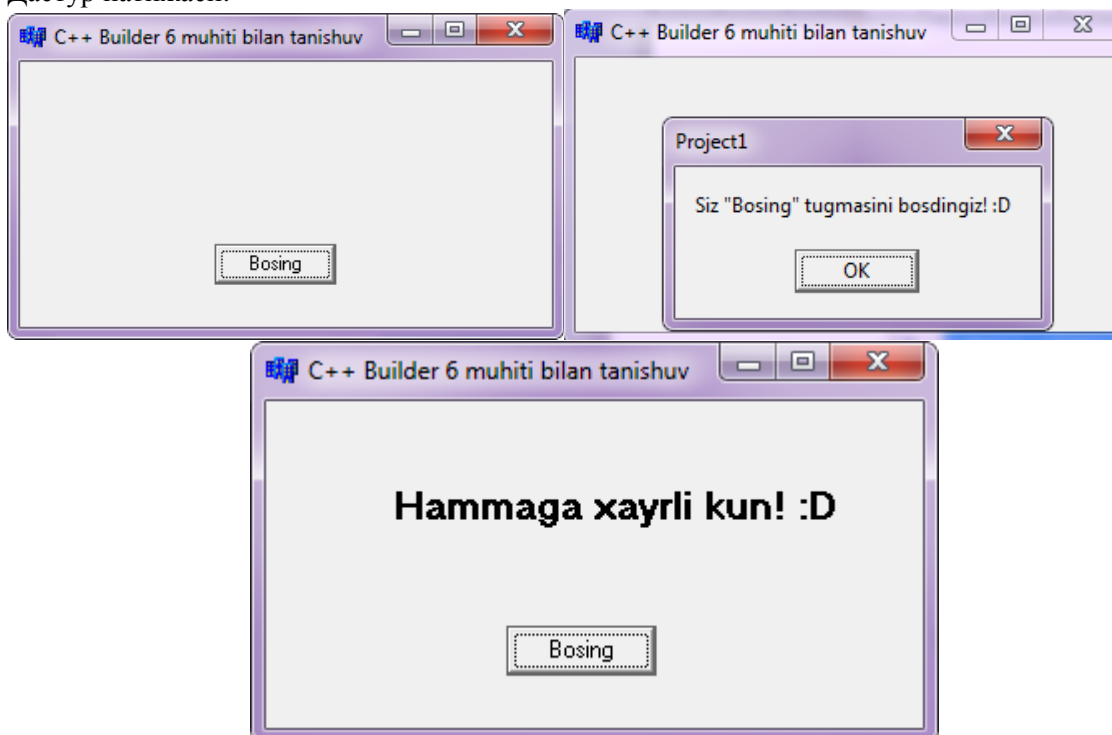 C++ Builder 6 muhiti bilan tanishuv
Bosing
C++ Builder 6 muhiti bilan tanishuv
Project1
Siz "Bosing" tugmasini bosdingiz! :D
OK
C++ Builder 6 muhiti bilan tanishuv
Hammaga xayrli kun! :D
Bosing